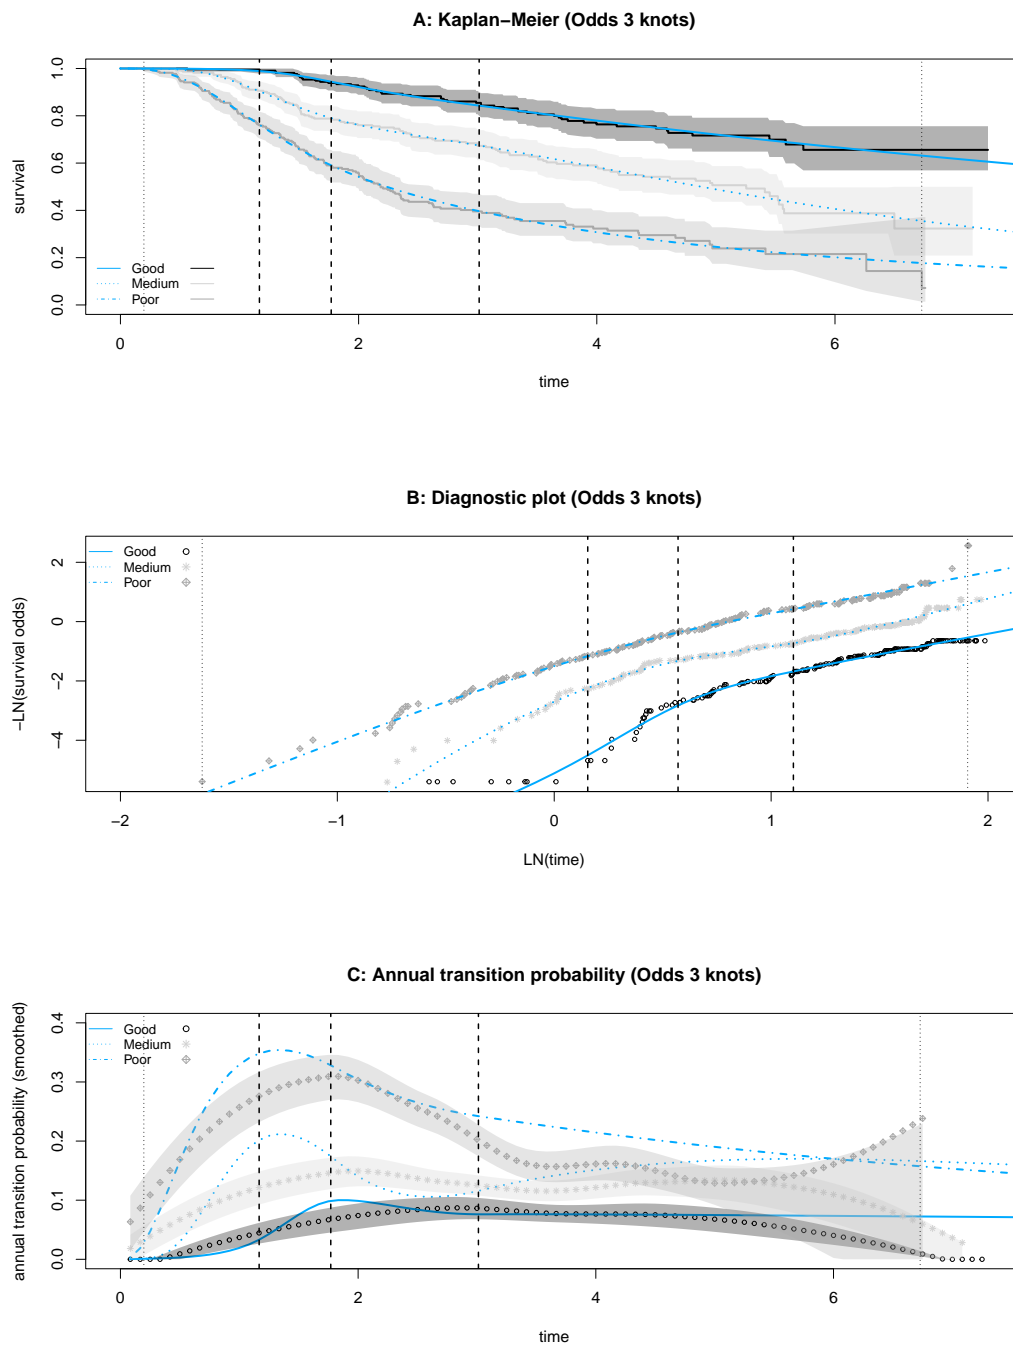 A: Kaplan−Meier (Odds 3 knots)
survival
1.0
0.8
0.6
0.4
0.2
0.0
Good
Medium
Poor
0 2 4 6
time
B: Diagnostic plot (Odds 3 knots)
−LN(survival odds)
2
0
−2
−4
Good
Medium
Poor
−2 −1 0 1 2
LN(time)
C: Annual transition probability (Odds 3 knots)
annual transition probability (smoothed)
0.4
0.3
0.2
0.1
0.0
Good
Medium
Poor
0 2 4 6
time